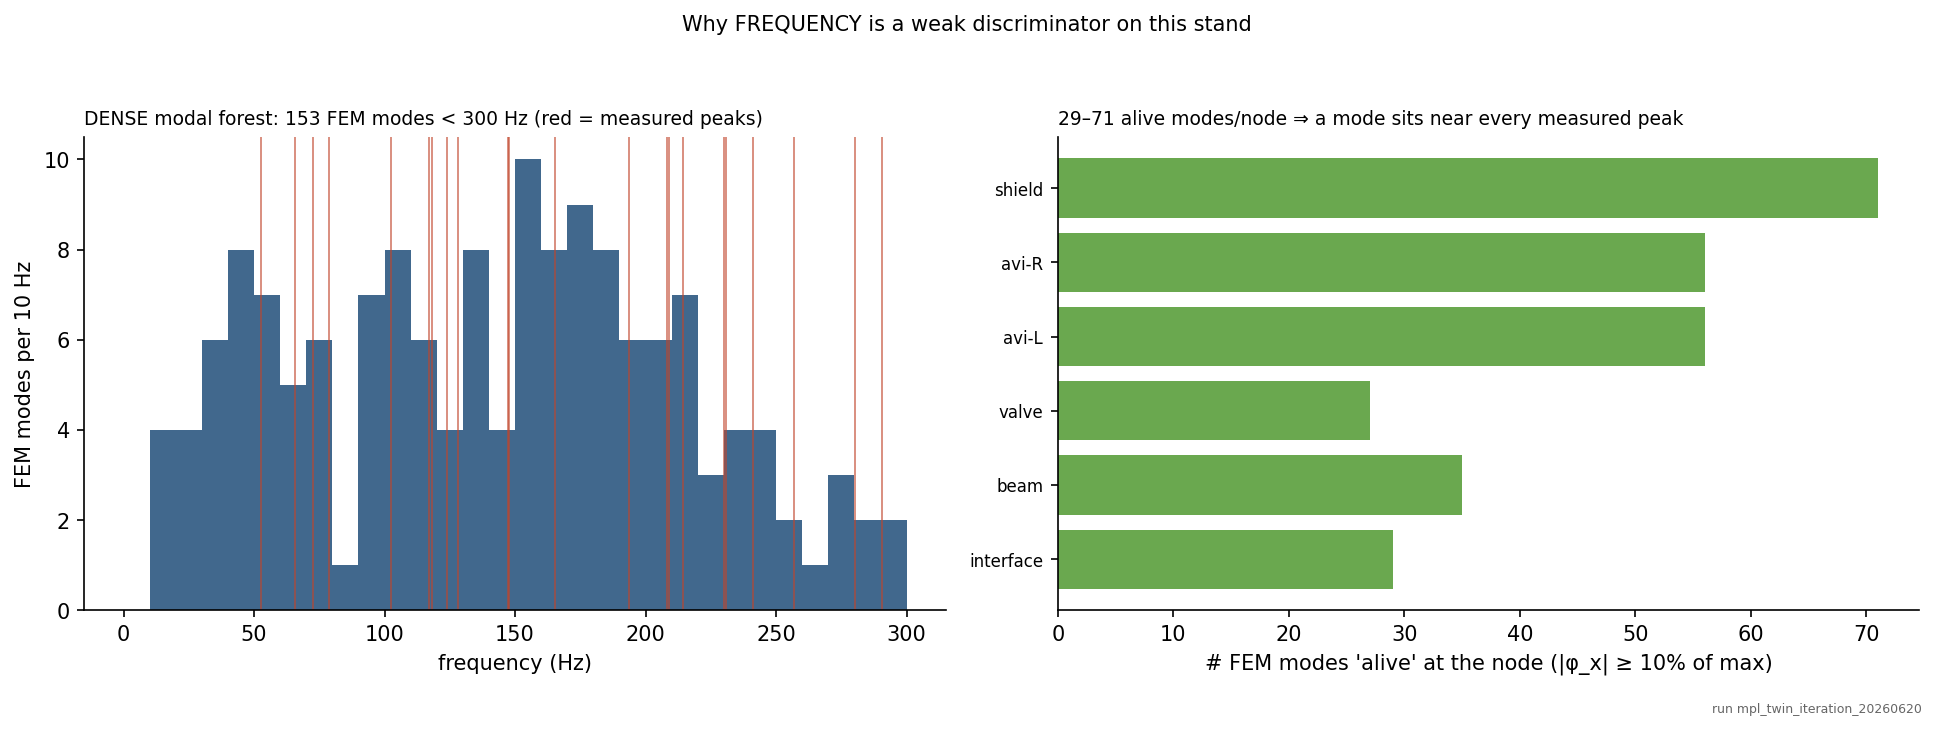 Why FREQUENCY is a weak discriminator on this stand
DENSE modal forest: 153 FEM modes < 300 Hz (red = measured peaks)
10
8
6
4
2
0
FEM modes per 10 Hz
0 50 100 150 200 250 300
frequency (Hz)
29–71 alive modes/node ⇒ a mode sits near every measured peak
shield
avi-R
avi-L
valve
beam
interface
0 10 20 30 40 50 60 70
# FEM modes 'alive' at the node (|φ_x| ≥ 10% of max)
run mpl_twin_iteration_20260620